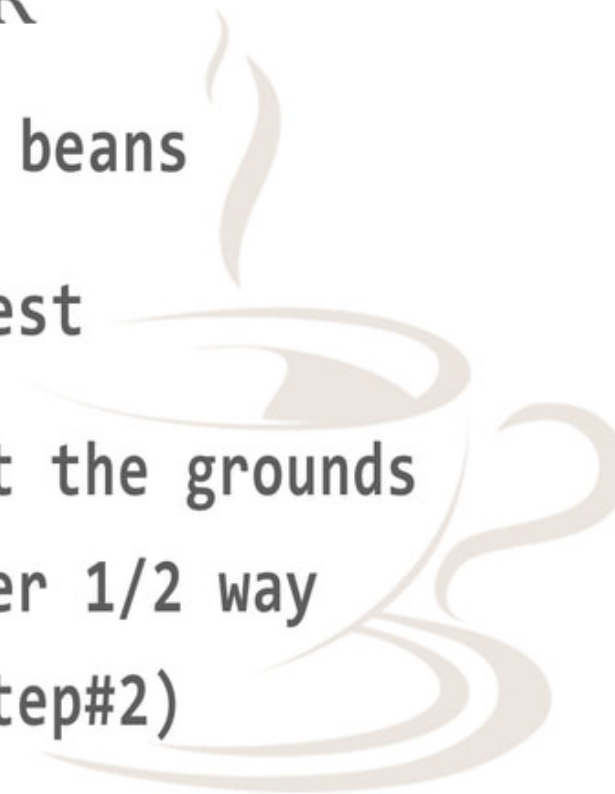 beans
est
t the grounds
er 1/2 way
tep#2)